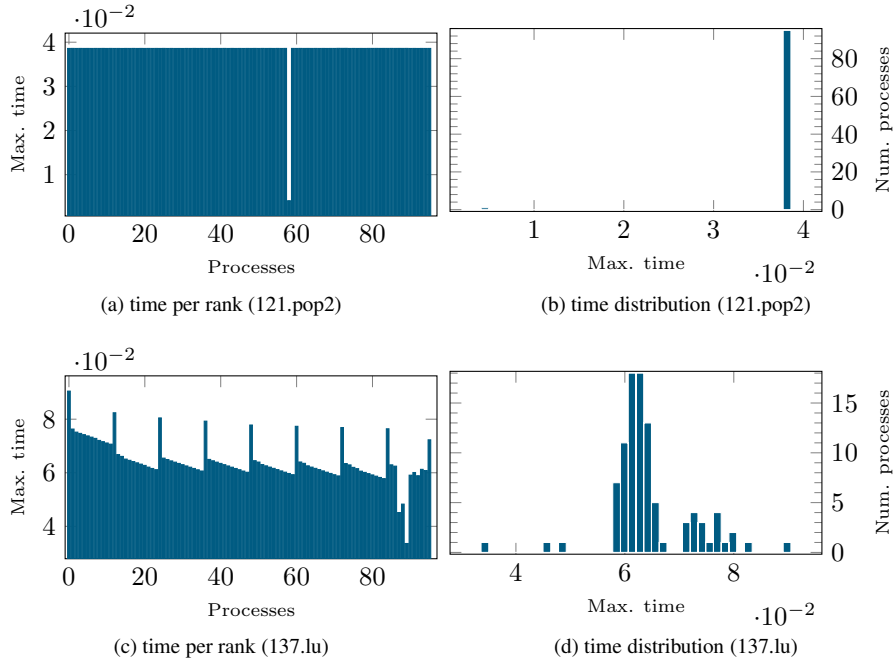 ·10−2
4
3
2
1
Max. time
0 20 40 60 80
Processes
(a) time per rank (121.pop2)
80
60
40
20
0
Num. processes
1 2 3 4
Max. time
·10−2
(b) time distribution (121.pop2)
·10−2
8
6
4
Max. time
0 20 40 60 80
Processes
(c) time per rank (137.lu)
15
10
5
0
Num. processes
4 6 8
Max. time
·10−2
(d) time distribution (137.lu)